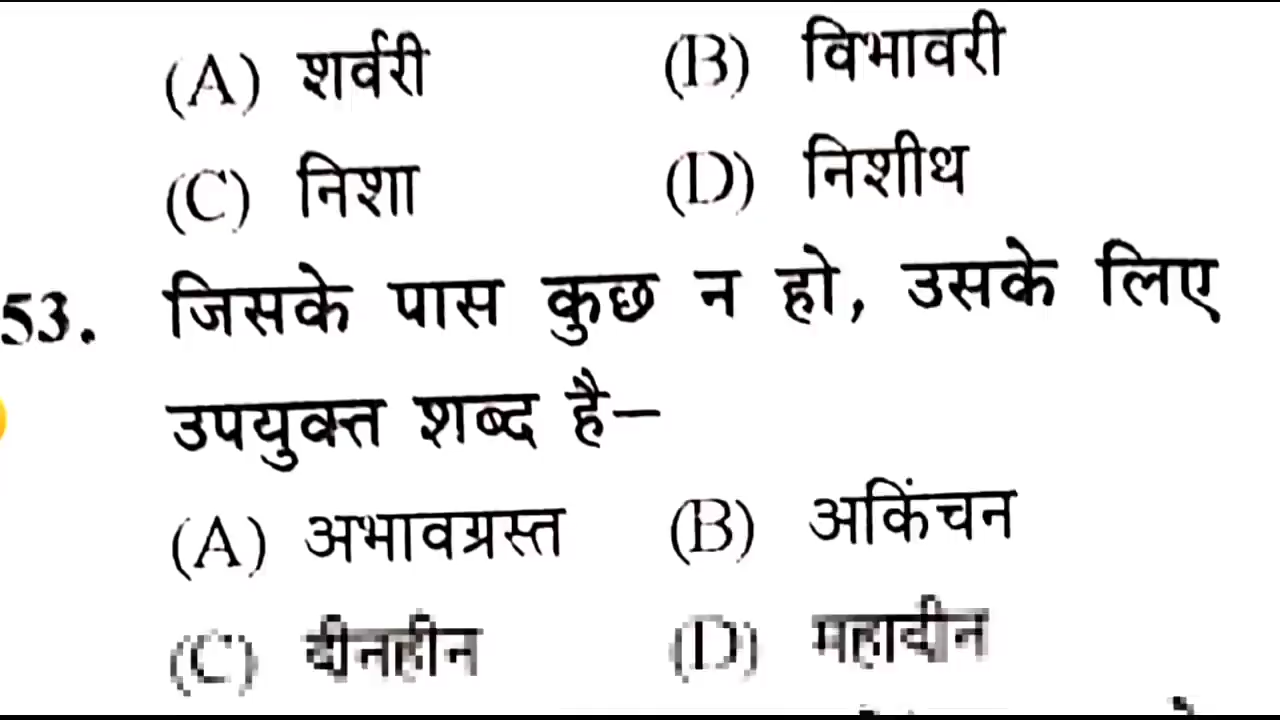 (A) शर्वरी (B) विभावरी
(C) निशा (D) निशीथ
53. जिसके पास कुछ न हो, उसके लिए
उपयुक्त शब्द है–
(A) अभावग्रस्त (B) अकिंचन
(C) दीनहीन (D) महादीन